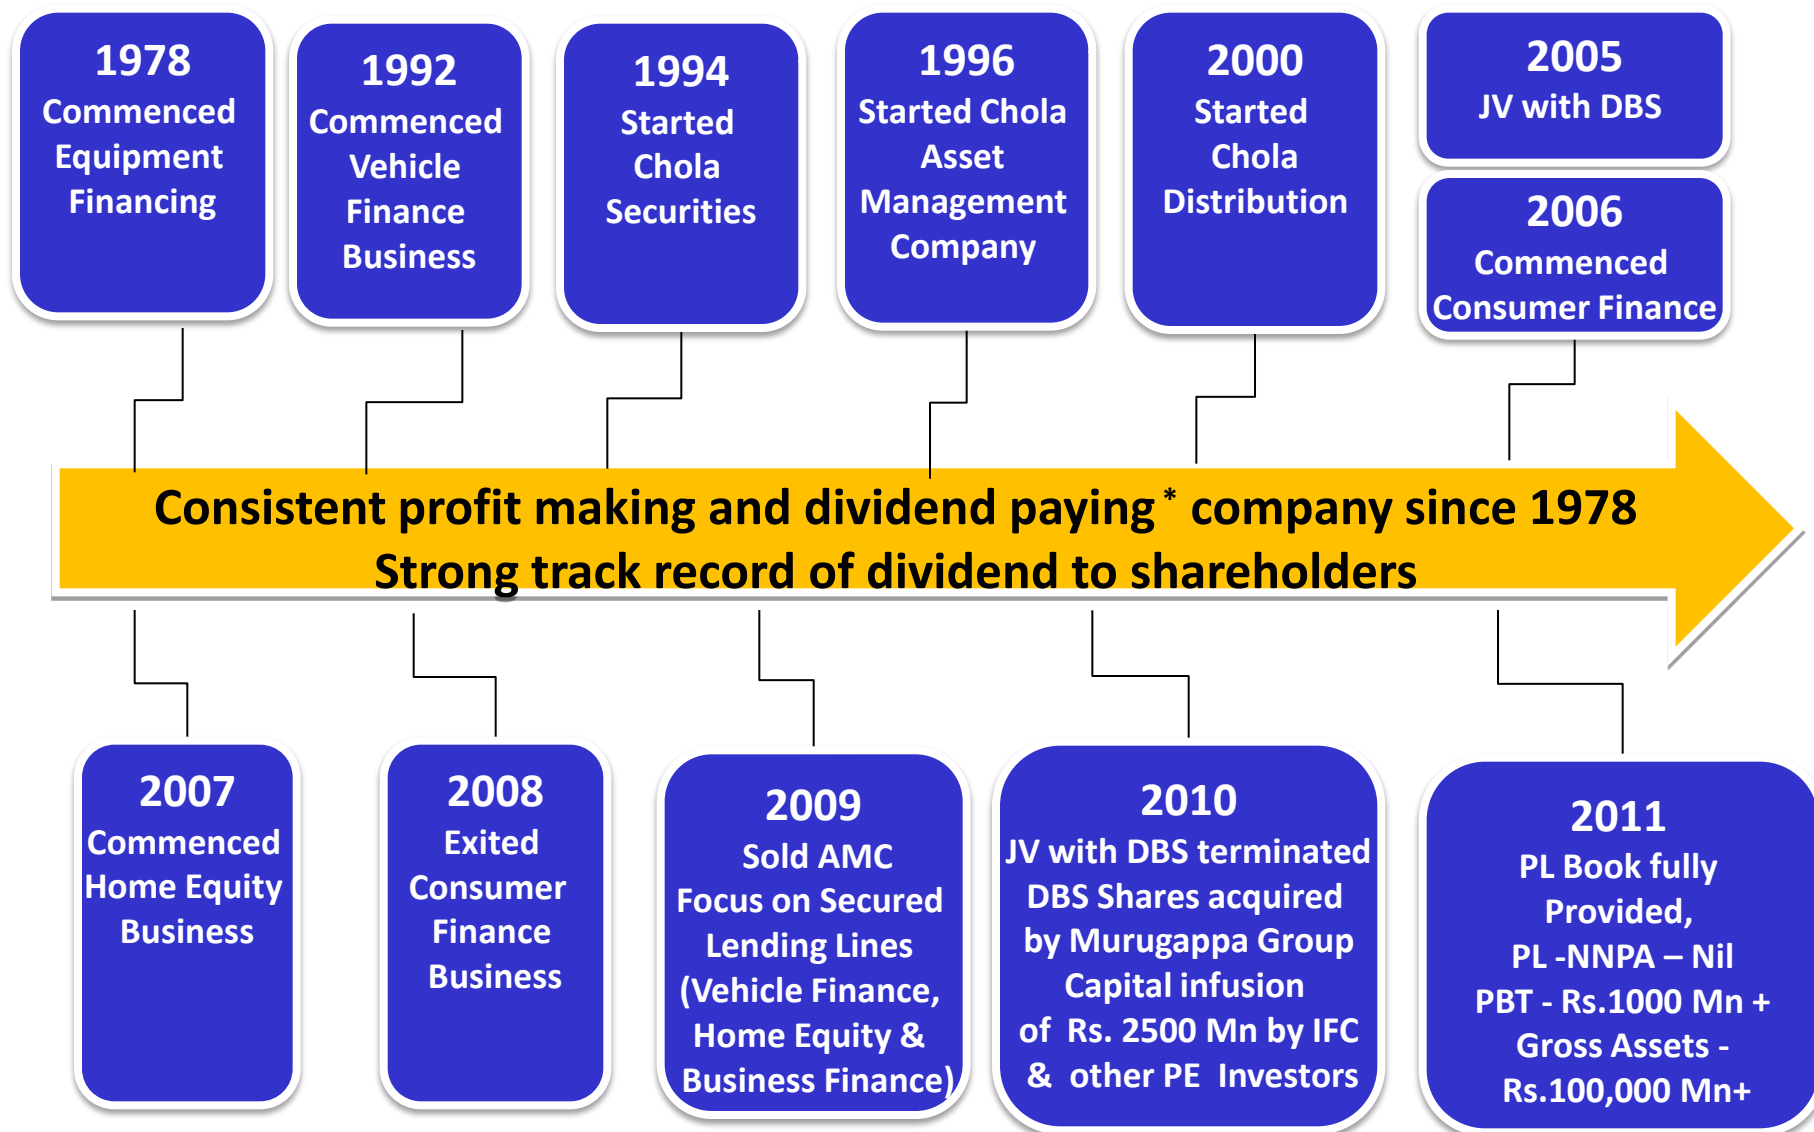 1978
Commenced
Equipment
Financing
1992
Commenced
Vehicle
Finance
Business
1994
Started
Chola
Securities
1996
Started Chola
Asset
Management
Company
2000
Started
Chola
Distribution
2005
JV with DBS
2006
Commenced
Consumer Finance
Consistent profit making and dividend paying* company since 1978
Strong track record of dividend to shareholders
2007
Commenced
Home Equity
Business
2008
Exited
Consumer
Finance
Business
2009
Sold AMC
Focus on Secured
Lending Lines
(Vehicle Finance,
Home Equity &
Business Finance)
2010
JV with DBS terminated
DBS Shares acquired
by Murugappa Group
Capital infusion
of Rs. 2500 Mn by IFC
& other PE Investors
2011
PL Book fully
Provided,
PL -NNPA – Nil
PBT - Rs.1000 Mn +
Gross Assets -
Rs.100,000 Mn+